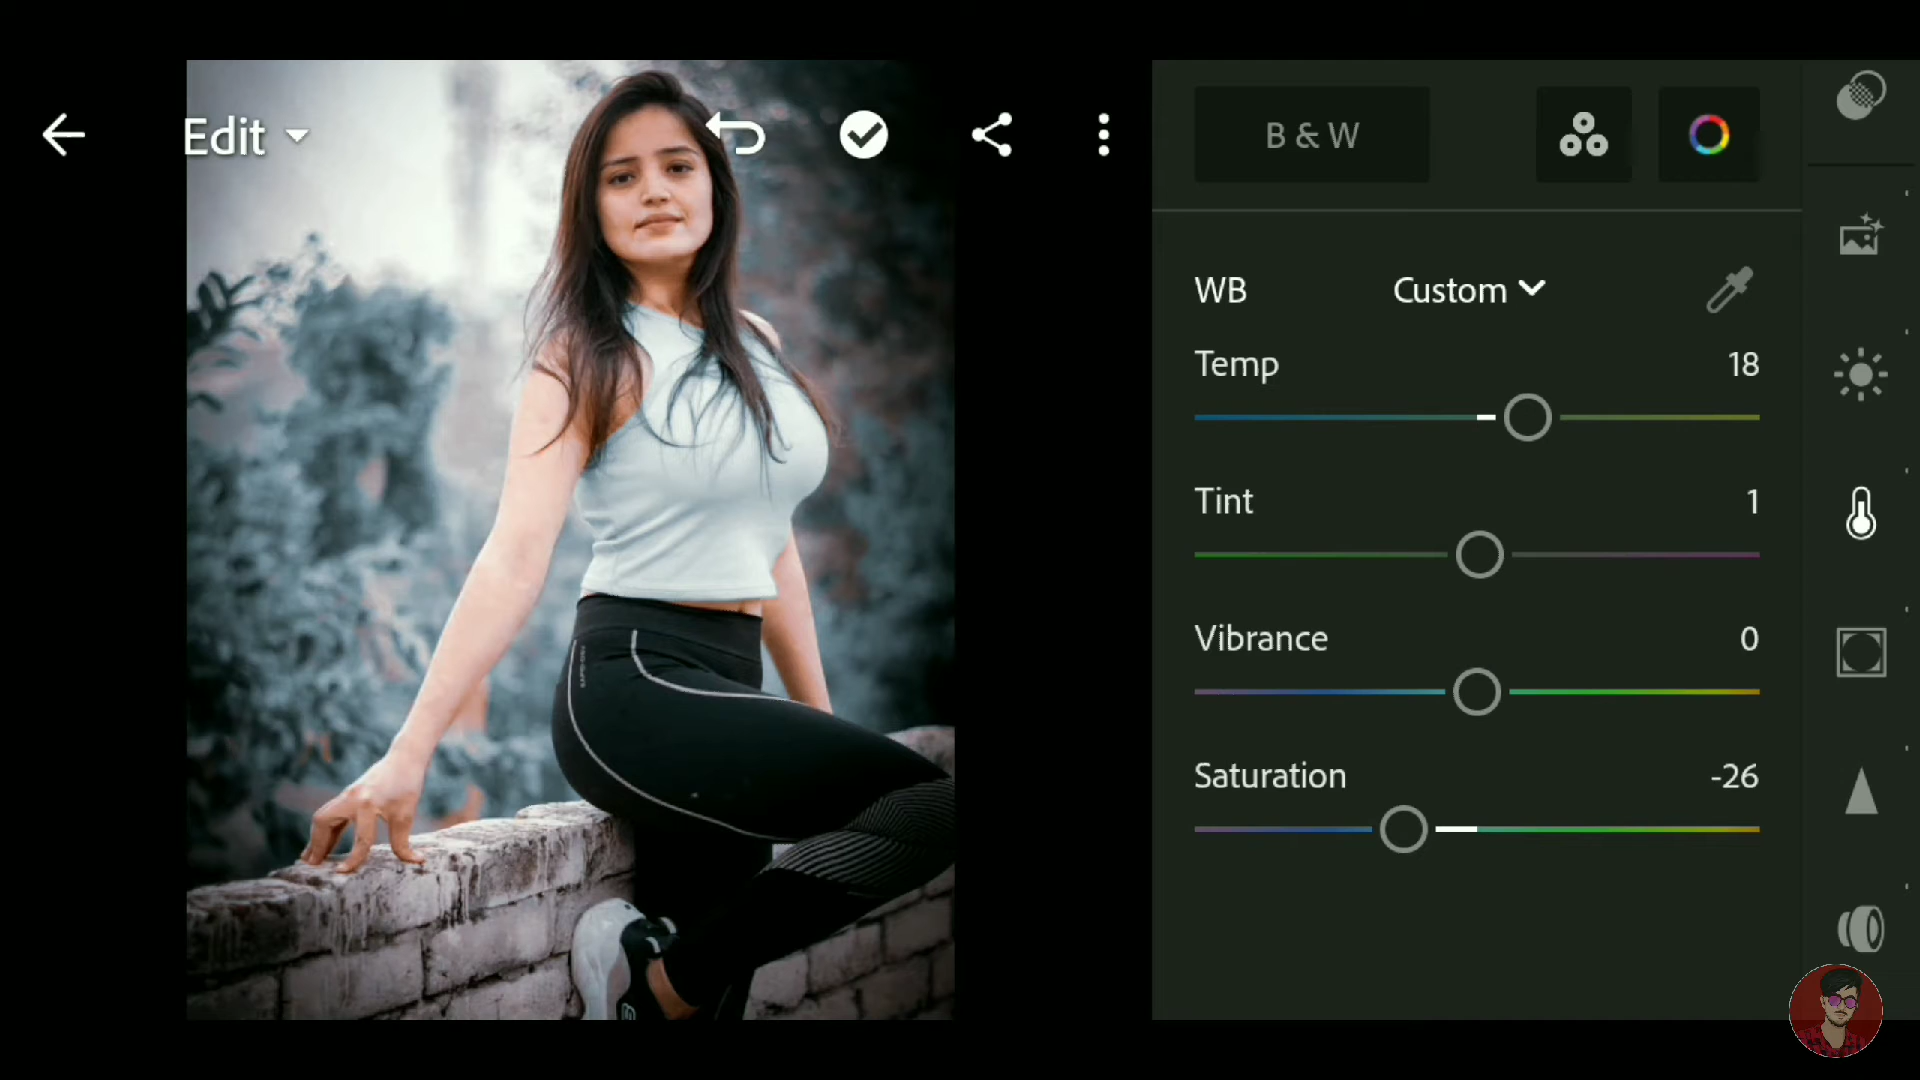 Edit
B & W
WB Custom
Temp 18
Tint 1
Vibrance 0
Saturation -26